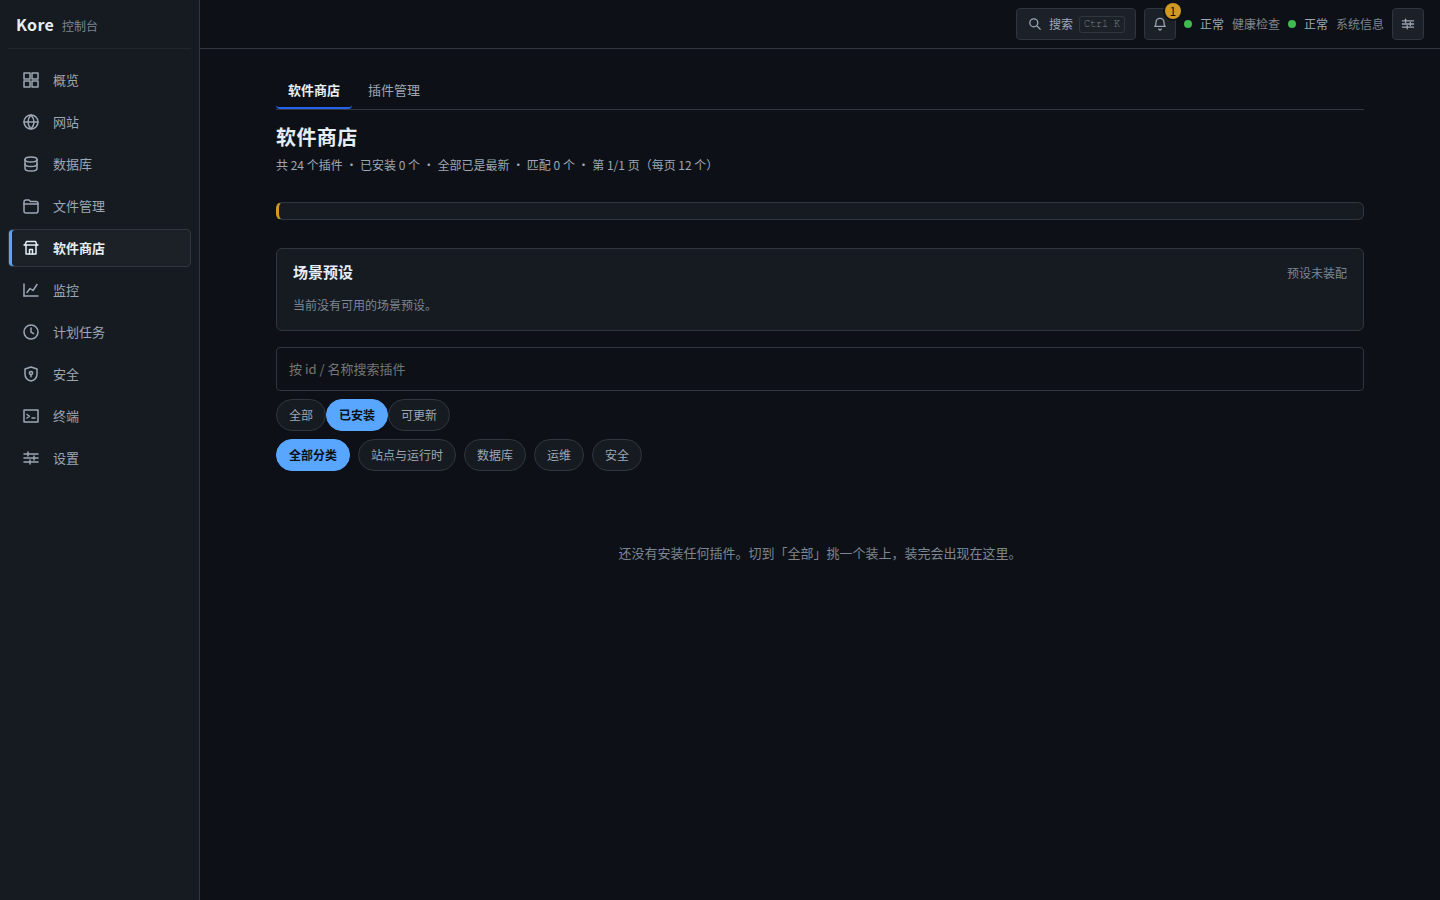 Kore 控制台
搜索 Ctrl K
1
正常 健康检查
正常 系统信息
概览
网站
数据库
文件管理
软件商店
监控
计划任务
安全
终端
设置
软件商店 插件管理
软件商店
共 24 个插件 · 已安装 0 个 · 全部已是最新 · 匹配 0 个 · 第 1/1 页（每页 12 个）
场景预设 预设未装配
当前没有可用的场景预设。
按 id / 名称搜索插件
全部 已安装 可更新
全部分类 站点与运行时 数据库 运维 安全
还没有安装任何插件。切到「全部」挑一个装上，装完会出现在这里。